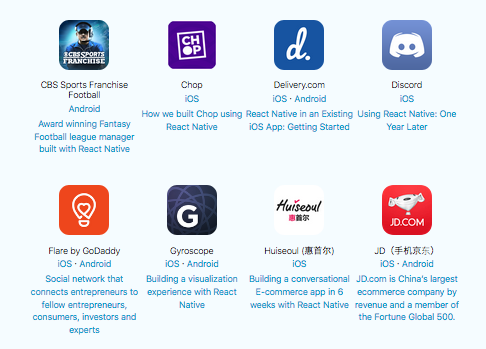 CBS SPORTS
FRANCHISE
CBS Sports Franchise
Football
Android
Award winning Fantasy
Football league manager
built with React Native
CHOP
Chop
iOS
How we built Chop using
React Native
d.
Delivery.com
iOS · Android
React Native in an Existing
iOS App: Getting Started
Discord
iOS
Using React Native: One
Year Later
Flare by GoDaddy
iOS · Android
Social network that
connects entrepreneurs to
fellow entrepreneurs,
consumers, investors and
experts
G
Gyroscope
iOS · Android
Building a visualization
experience with React
Native
Huiseoul
惠首尔
Huiseoul (惠首尔)
iOS
Building a conversational
E-commerce app in 6
weeks with React Native
JD.COM
JD（手机京东）
iOS · Android
JD.com is China's largest
ecommerce company by
revenue and a member of
the Fortune Global 500.